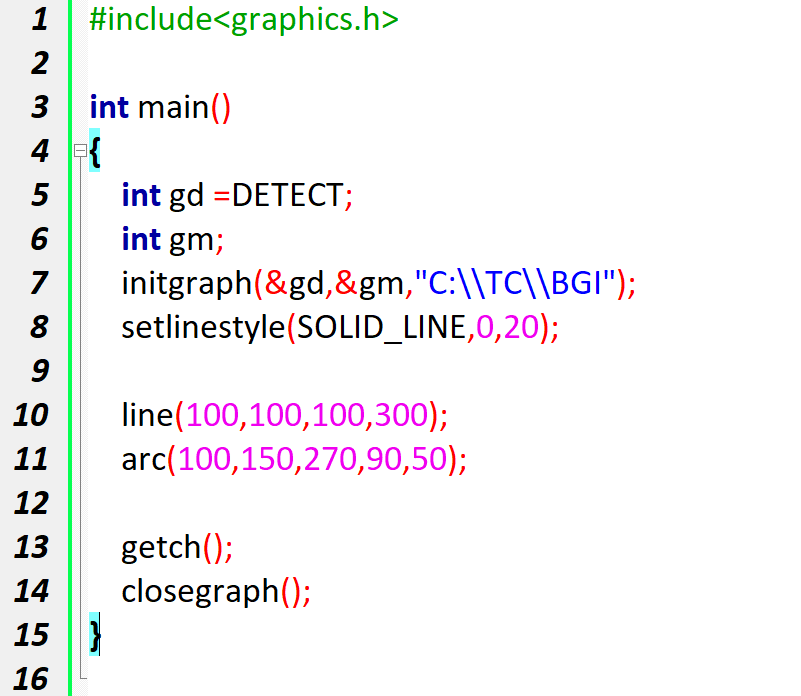 1 #include<graphics.h>
2
3 int main()
4 {
5 int gd =DETECT;
6 int gm;
7 initgraph(&gd,&gm,"C:\\TC\\BGI");
8 setlinestyle(SOLID_LINE,0,20);
9
10 line(100,100,100,300);
11 arc(100,150,270,90,50);
12
13 getch();
14 closegraph();
15 }
16